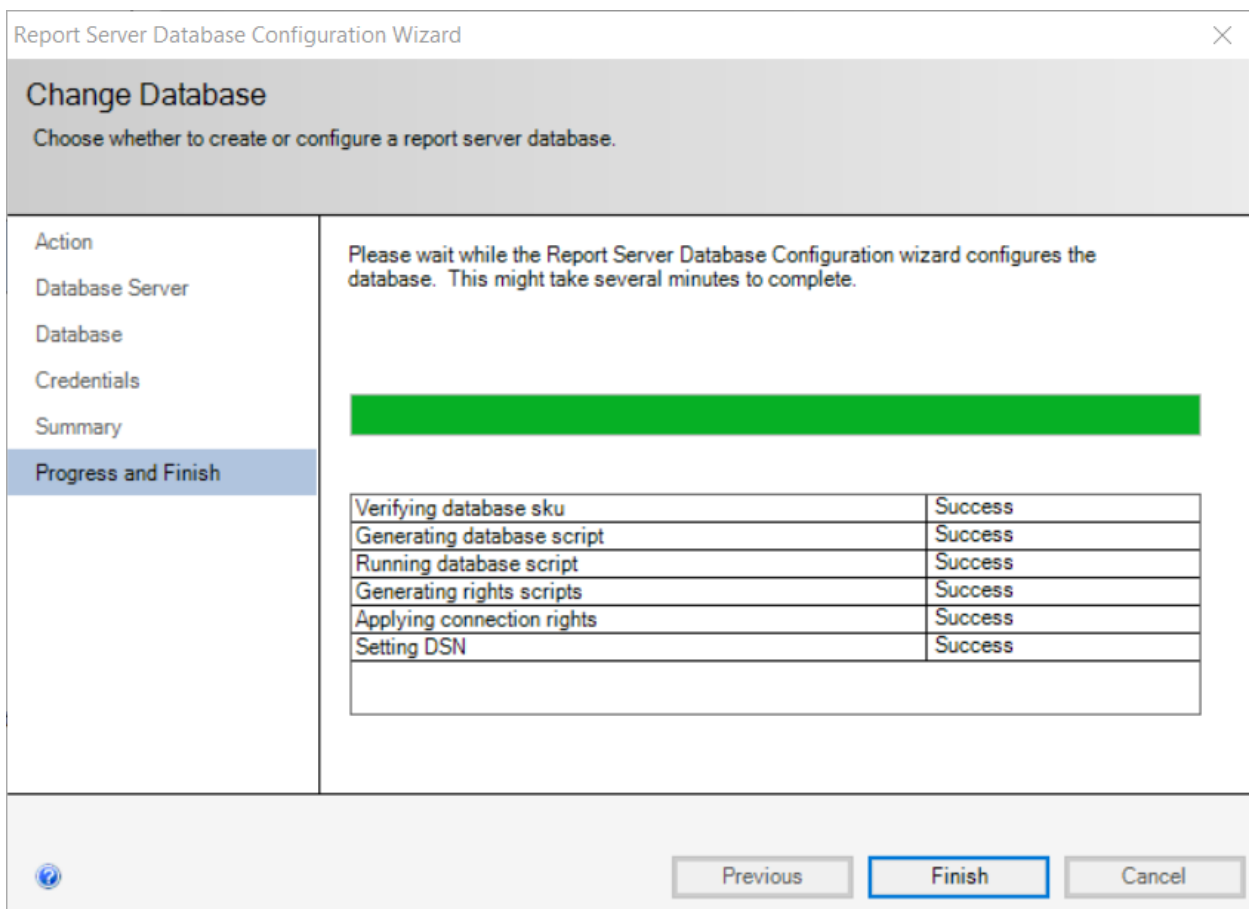 Report Server Database Configuration Wizard
Change Database
Choose whether to create or configure a report server database.
Action
Database Server
Database
Credentials
Summary
Progress and Finish
Please wait while the Report Server Database Configuration wizard configures the
database. This might take several minutes to complete.
Verifying database sku Success
Generating database script Success
Running database script Success
Generating rights scripts Success
Applying connection rights Success
Setting DSN Success
Previous Finish Cancel